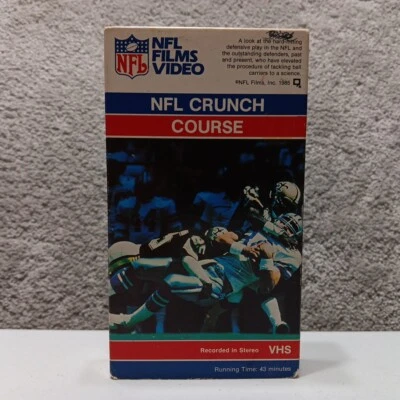 NFL
NFL
FILMS
VIDEO
A look at the hard-hitting
defensive play in the NFL and
the outstanding defenders, past
and present, who have elevated
the procedure of tackling ball
carriers to a science.
©NFL Films, Inc. 1985
NFL CRUNCH
COURSE
Recorded in Stereo VHS
Running Time: 43 minutes